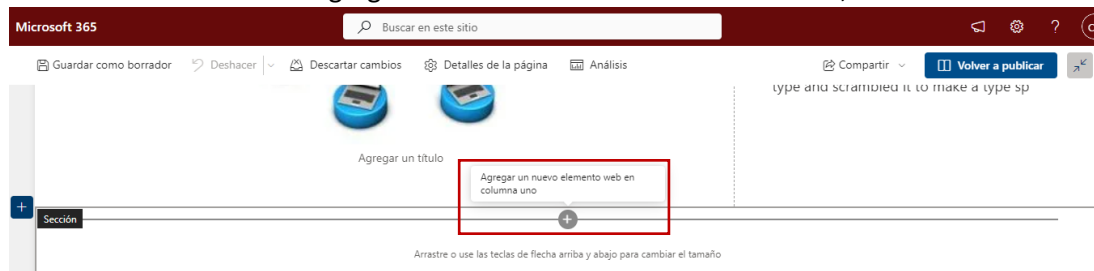 Microsoft 365
Buscar en este sitio
?
Guardar como borrador Deshacer Descartar cambios Detalles de la página Análisis Compartir Volver a publicar
type and scrambled it to make a type sp
Agregar un título
Agregar un nuevo elemento web en
columna uno
Sección
Arrastre o use las teclas de flecha arriba y abajo para cambiar el tamaño